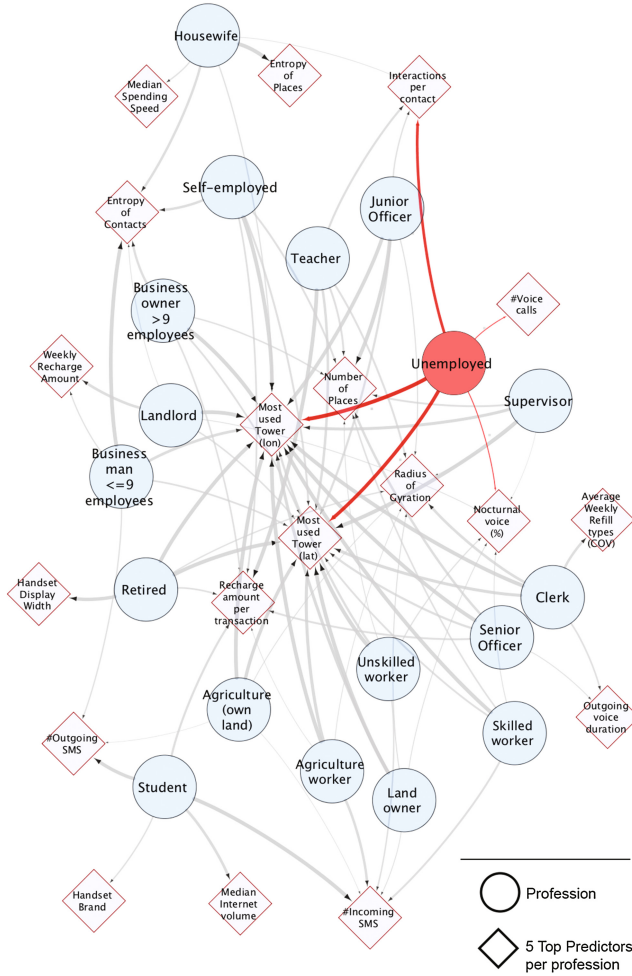 Housewife
Entropy
of
Places
Median
Spending
Speed
Interactions
per
contact
Self-employed
Entropy
of
Contacts
Junior
Officer
Teacher
Business
owner
>9
employees
#Voice
calls
Unemployed
Weekly
Recharge
Amount
Number
of
Places
Landlord
Most
used
Tower
(lon)
Supervisor
Business
man
<=9
employees
Radius
of
Gyration
Nocturnal
voice
(%)
Average
Weekly
Refill
types
(COV)
Most
used
Tower
(lat)
Handset
Display
Width
Retired
Recharge
amount
per
transaction
Clerk
Senior
Officer
Unskilled
worker
Agriculture
(own
land)
Outgoing
voice
duration
#Outgoing
SMS
Skilled
worker
Student
Agriculture
worker
Land
owner
Handset
Brand
Median
Internet
volume
#Incoming
SMS
Profession
5 Top Predictors
per profession